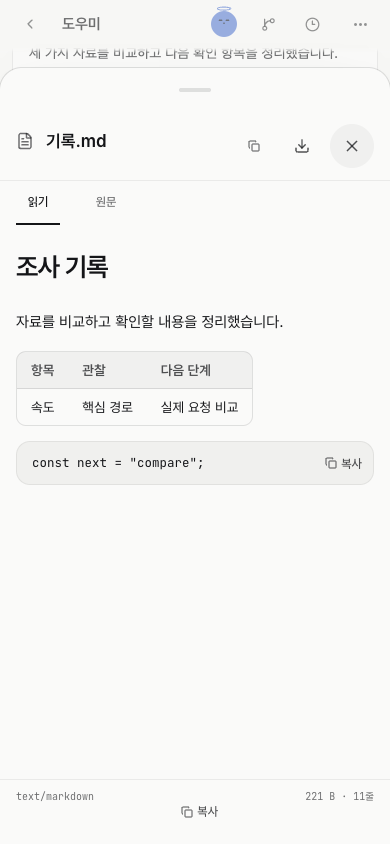 도우미
세 가지 자료를 비교하고 다음 확인 항목을 정리했습니다.
기록.md
읽기
원문
조사 기록
자료를 비교하고 확인할 내용을 정리했습니다.
항목 관찰 다음 단계
속도 핵심 경로 실제 요청 비교
const next = "compare"; 복사
text/markdown 221 B · 11줄
복사